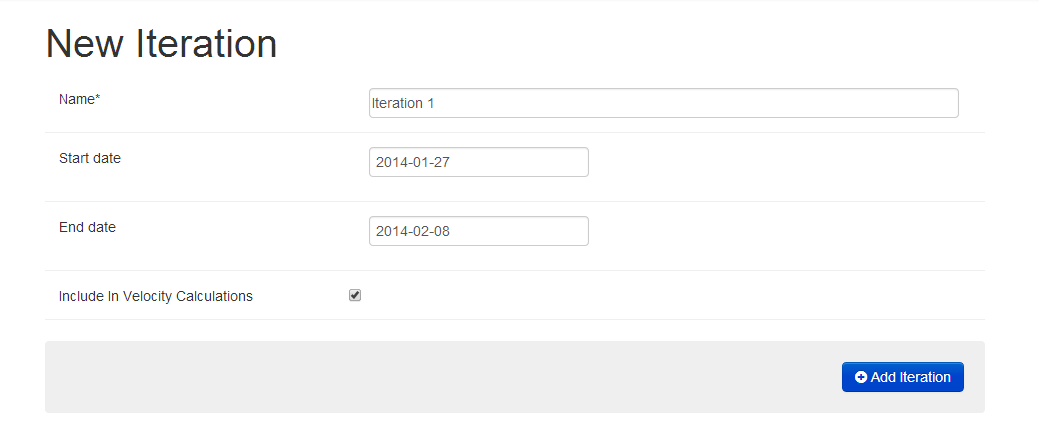 New Iteration
Name* Iteration 1
Start date 2014-01-27
End date 2014-02-08
Include In Velocity Calculations
Add Iteration